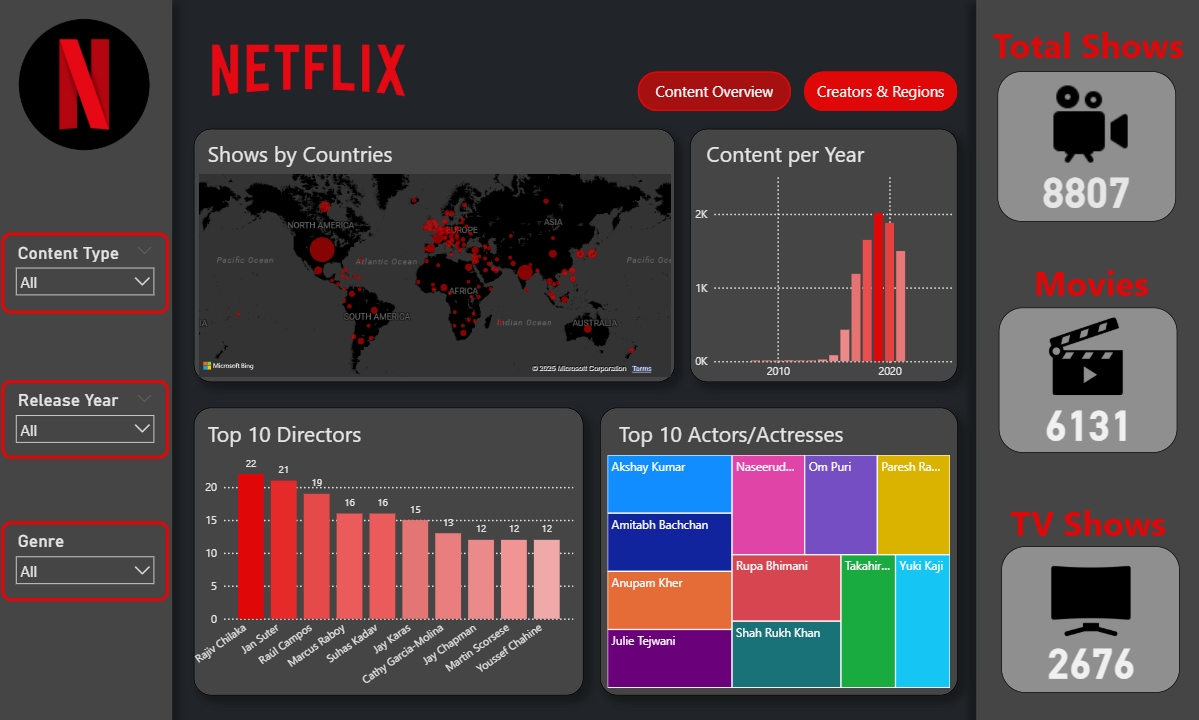 NETFLIX
Content Overview
Creators & Regions
Content Type
All
Release Year
All
Genre
All
Shows by Countries
NORTH AMERICA
EUROPE
ASIA
Pacific Ocean
Atlantic Ocean
Pacific Oc
AFRICA
SOUTH AMERICA
Indian Ocean
AUSTRALIA
IA
Microsoft Bing
© 2025 Microsoft Corporation Terms
Content per Year
2K
1K
0K
2010
2020
Top 10 Directors
22
21
19
16
16
15
13
12
12
12
20
15
10
5
0
Rajiv Chilaka
Jan Suter
Raúl Campos
Marcus Raboy
Suhas Kadav
Jay Karas
Cathy Garcia-Molina
Jay Chapman
Martin Scorsese
Youssef Chahine
Top 10 Actors/Actresses
Akshay Kumar
Naseerud...
Om Puri
Paresh Ra...
Amitabh Bachchan
Anupam Kher
Rupa Bhimani
Takahir...
Yuki Kaji
Julie Tejwani
Shah Rukh Khan
Total Shows
8807
Movies
6131
TV Shows
2676